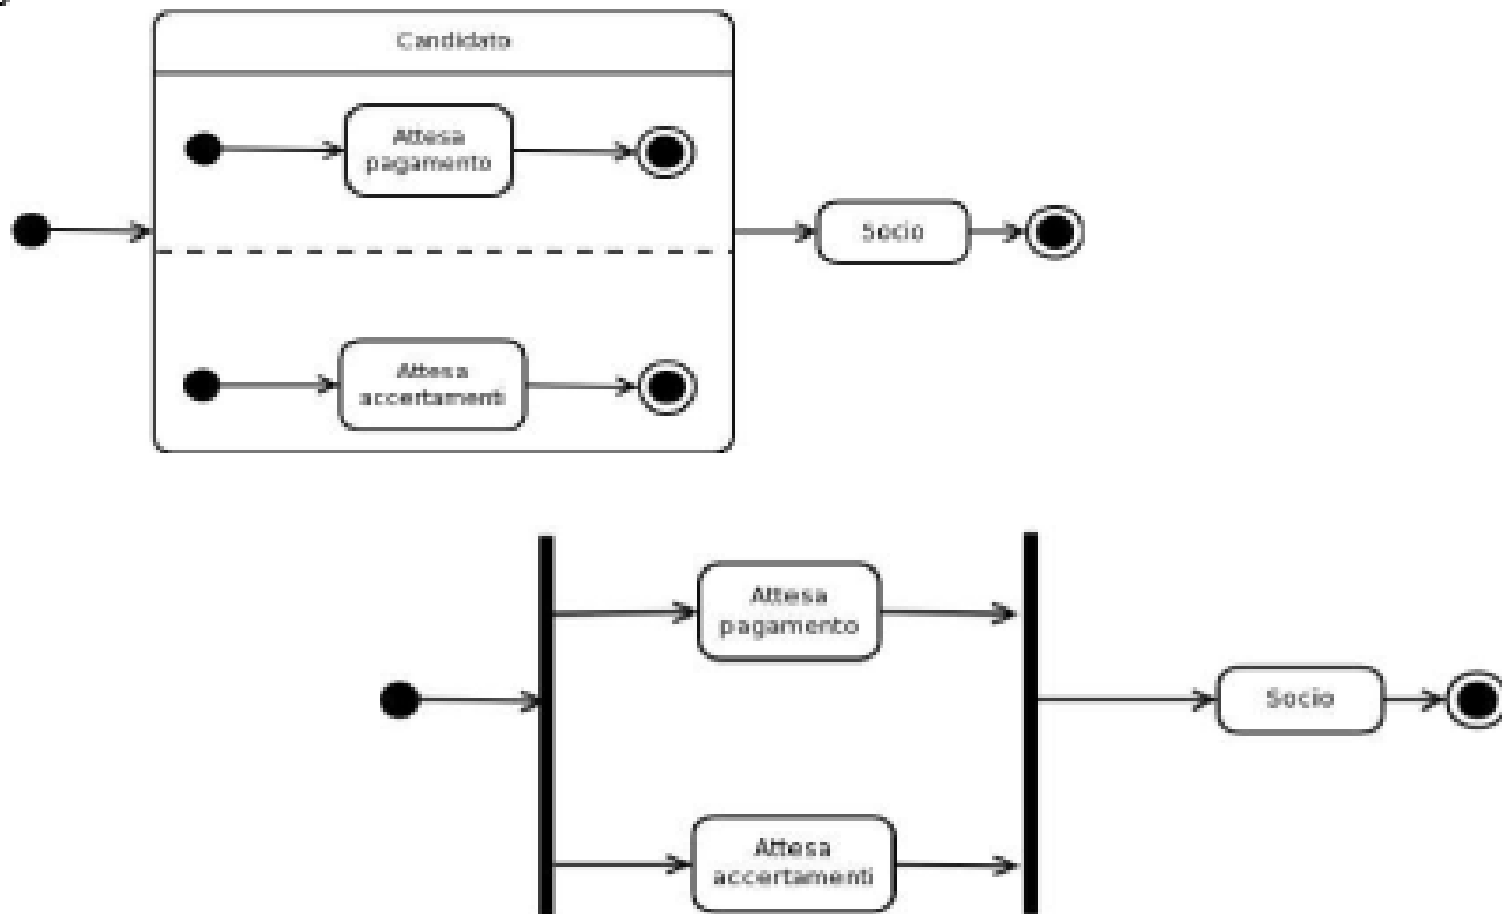 Candidato
Attesa
pagamento
Socio
Attesa
accertamenti
Attesa
pagamento
Socio
Attesa
accertamenti